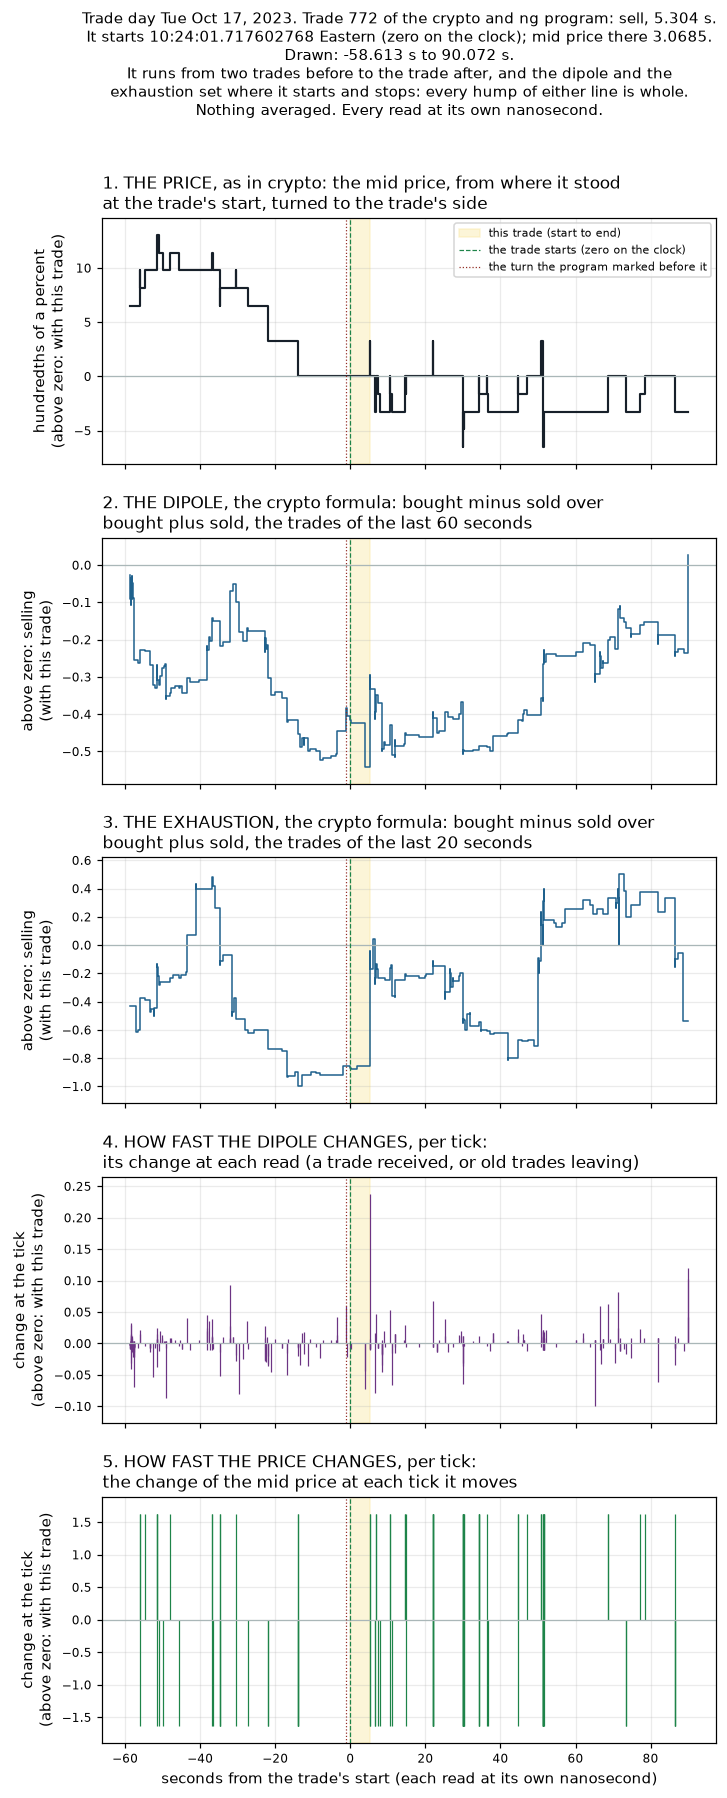 Trade day Tue Oct 17, 2023. Trade 772 of the crypto and ng program: sell, 5.304 s.
It starts 10:24:01.717602768 Eastern (zero on the clock); mid price there 3.0685.
Drawn: -58.613 s to 90.072 s.
It runs from two trades before to the trade after, and the dipole and the
exhaustion set where it starts and stops: every hump of either line is whole.
Nothing averaged. Every read at its own nanosecond.
1. THE PRICE, as in crypto: the mid price, from where it stood
at the trade's start, turned to the trade's side
this trade (start to end)
the trade starts (zero on the clock)
the turn the program marked before it
hundredths of a percent
(above zero: with this trade)
10
5
0
−5
2. THE DIPOLE, the crypto formula: bought minus sold over
bought plus sold, the trades of the last 60 seconds
above zero: selling
(with this trade)
0.0
−0.1
−0.2
−0.3
−0.4
−0.5
3. THE EXHAUSTION, the crypto formula: bought minus sold over
bought plus sold, the trades of the last 20 seconds
above zero: selling
(with this trade)
0.6
0.4
0.2
0.0
−0.2
−0.4
−0.6
−0.8
−1.0
4. HOW FAST THE DIPOLE CHANGES, per tick:
its change at each read (a trade received, or old trades leaving)
change at the tick
(above zero: with this trade)
0.25
0.20
0.15
0.10
0.05
0.00
−0.05
−0.10
5. HOW FAST THE PRICE CHANGES, per tick:
the change of the mid price at each tick it moves
change at the tick
(above zero: with this trade)
1.5
1.0
0.5
0.0
−0.5
−1.0
−1.5
−60 −40 −20 0 20 40 60 80
seconds from the trade's start (each read at its own nanosecond)